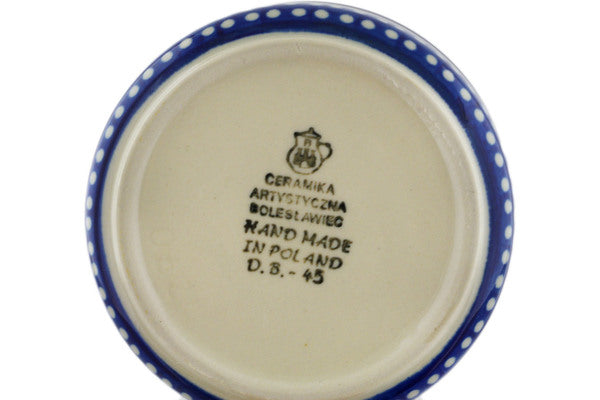 CERAMIKA
ARTYSTYCZNA
BOLESŁAWIEC
HAND MADE
IN POLAND
D.B.-45